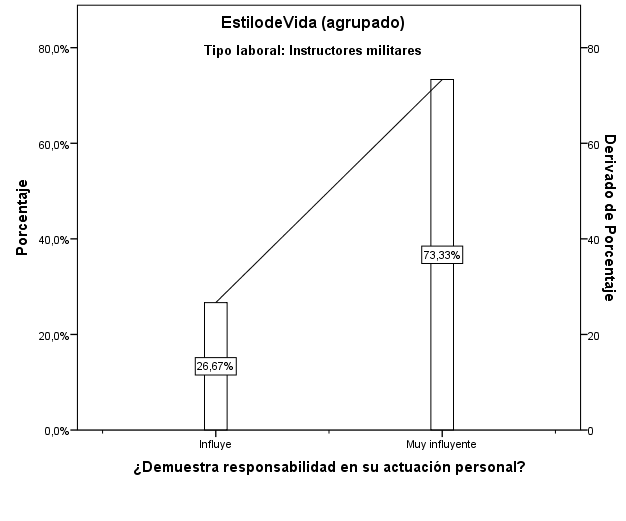 EstilodeVida (agrupado)
Tipo laboral: Instructores militares
80,0%
60,0%
40,0%
20,0%
0,0%
Porcentaje
80
60
40
20
0
Derivado de Porcentaje
26,67%
73,33%
Influye
Muy influyente
¿Demuestra responsabilidad en su actuación personal?